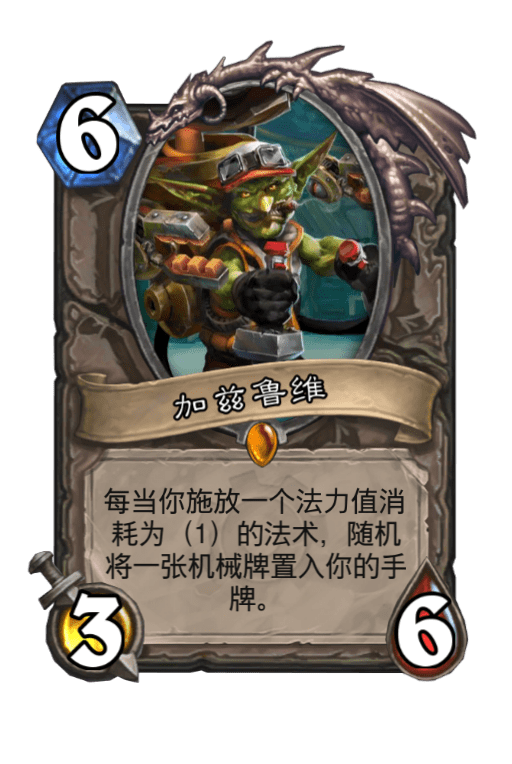 6
加兹鲁维
每当你施放一个法力值消
耗为（1）的法术，随机
将一张机械牌置入你的手
牌。
3
6